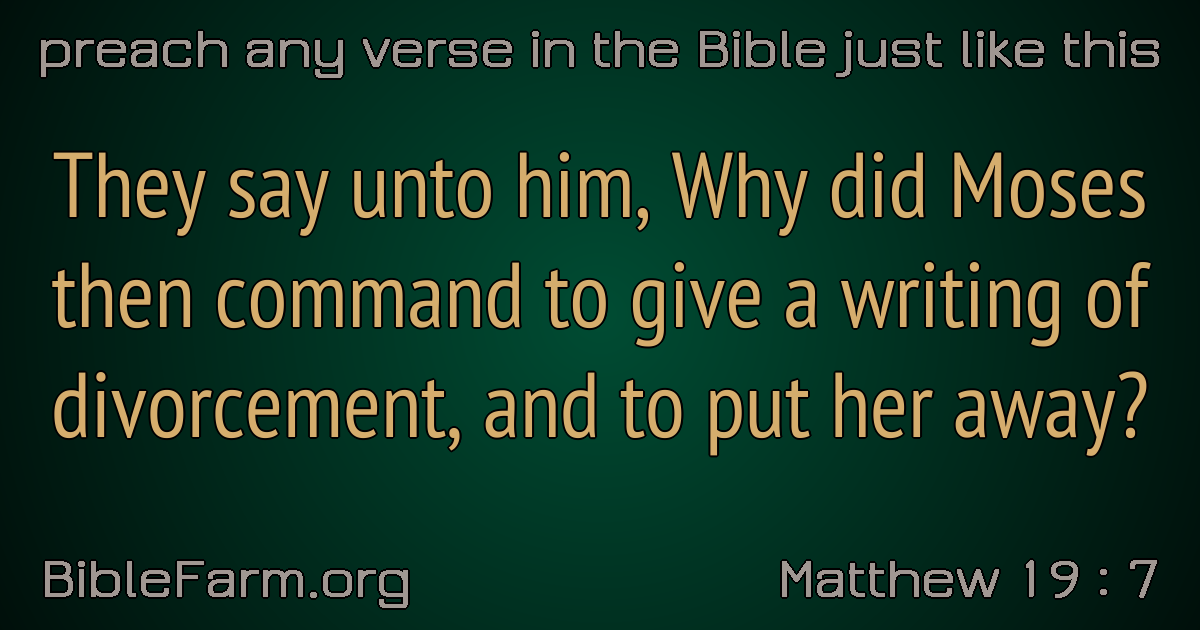 preach any verse in the Bible just like this
They say unto him, Why did Moses
then command to give a writing of
divorcement, and to put her away?
BibleFarm.org
Matthew 19 : 7